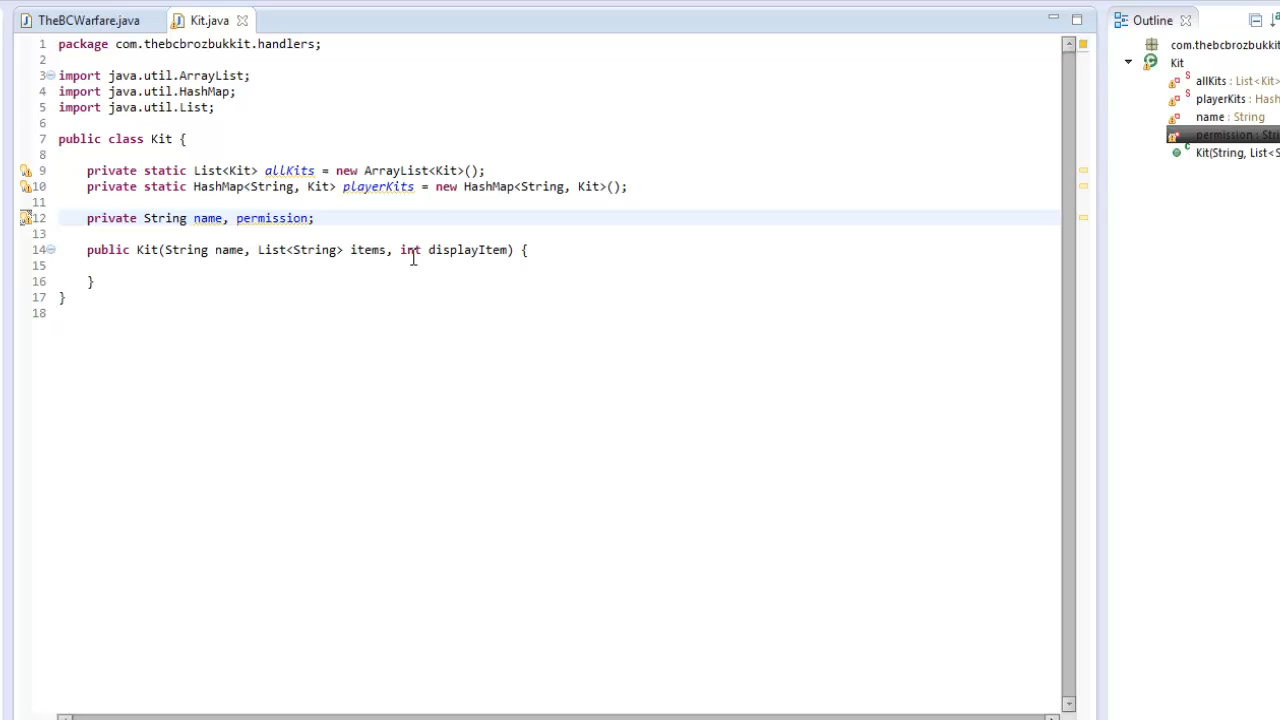 TheBCWarfare.java
Kit.java
Outline
1 package com.thebcbrozbukkit.handlers;
2
3 import java.util.ArrayList;
4 import java.util.HashMap;
5 import java.util.List;
6
7 public class Kit {
8
9 private static List<Kit> allKits = new ArrayList<Kit>();
10 private static HashMap<String, Kit> playerKits = new HashMap<String, Kit>();
11
12 private String name, permission;
13
14 public Kit(String name, List<String> items, int displayItem) {
15
16 }
17 }
18
com.thebcbrozbukkit
Kit
allKits : List<Kit>
playerKits : Hash
name : String
permission : Stri
Kit(String, List<S